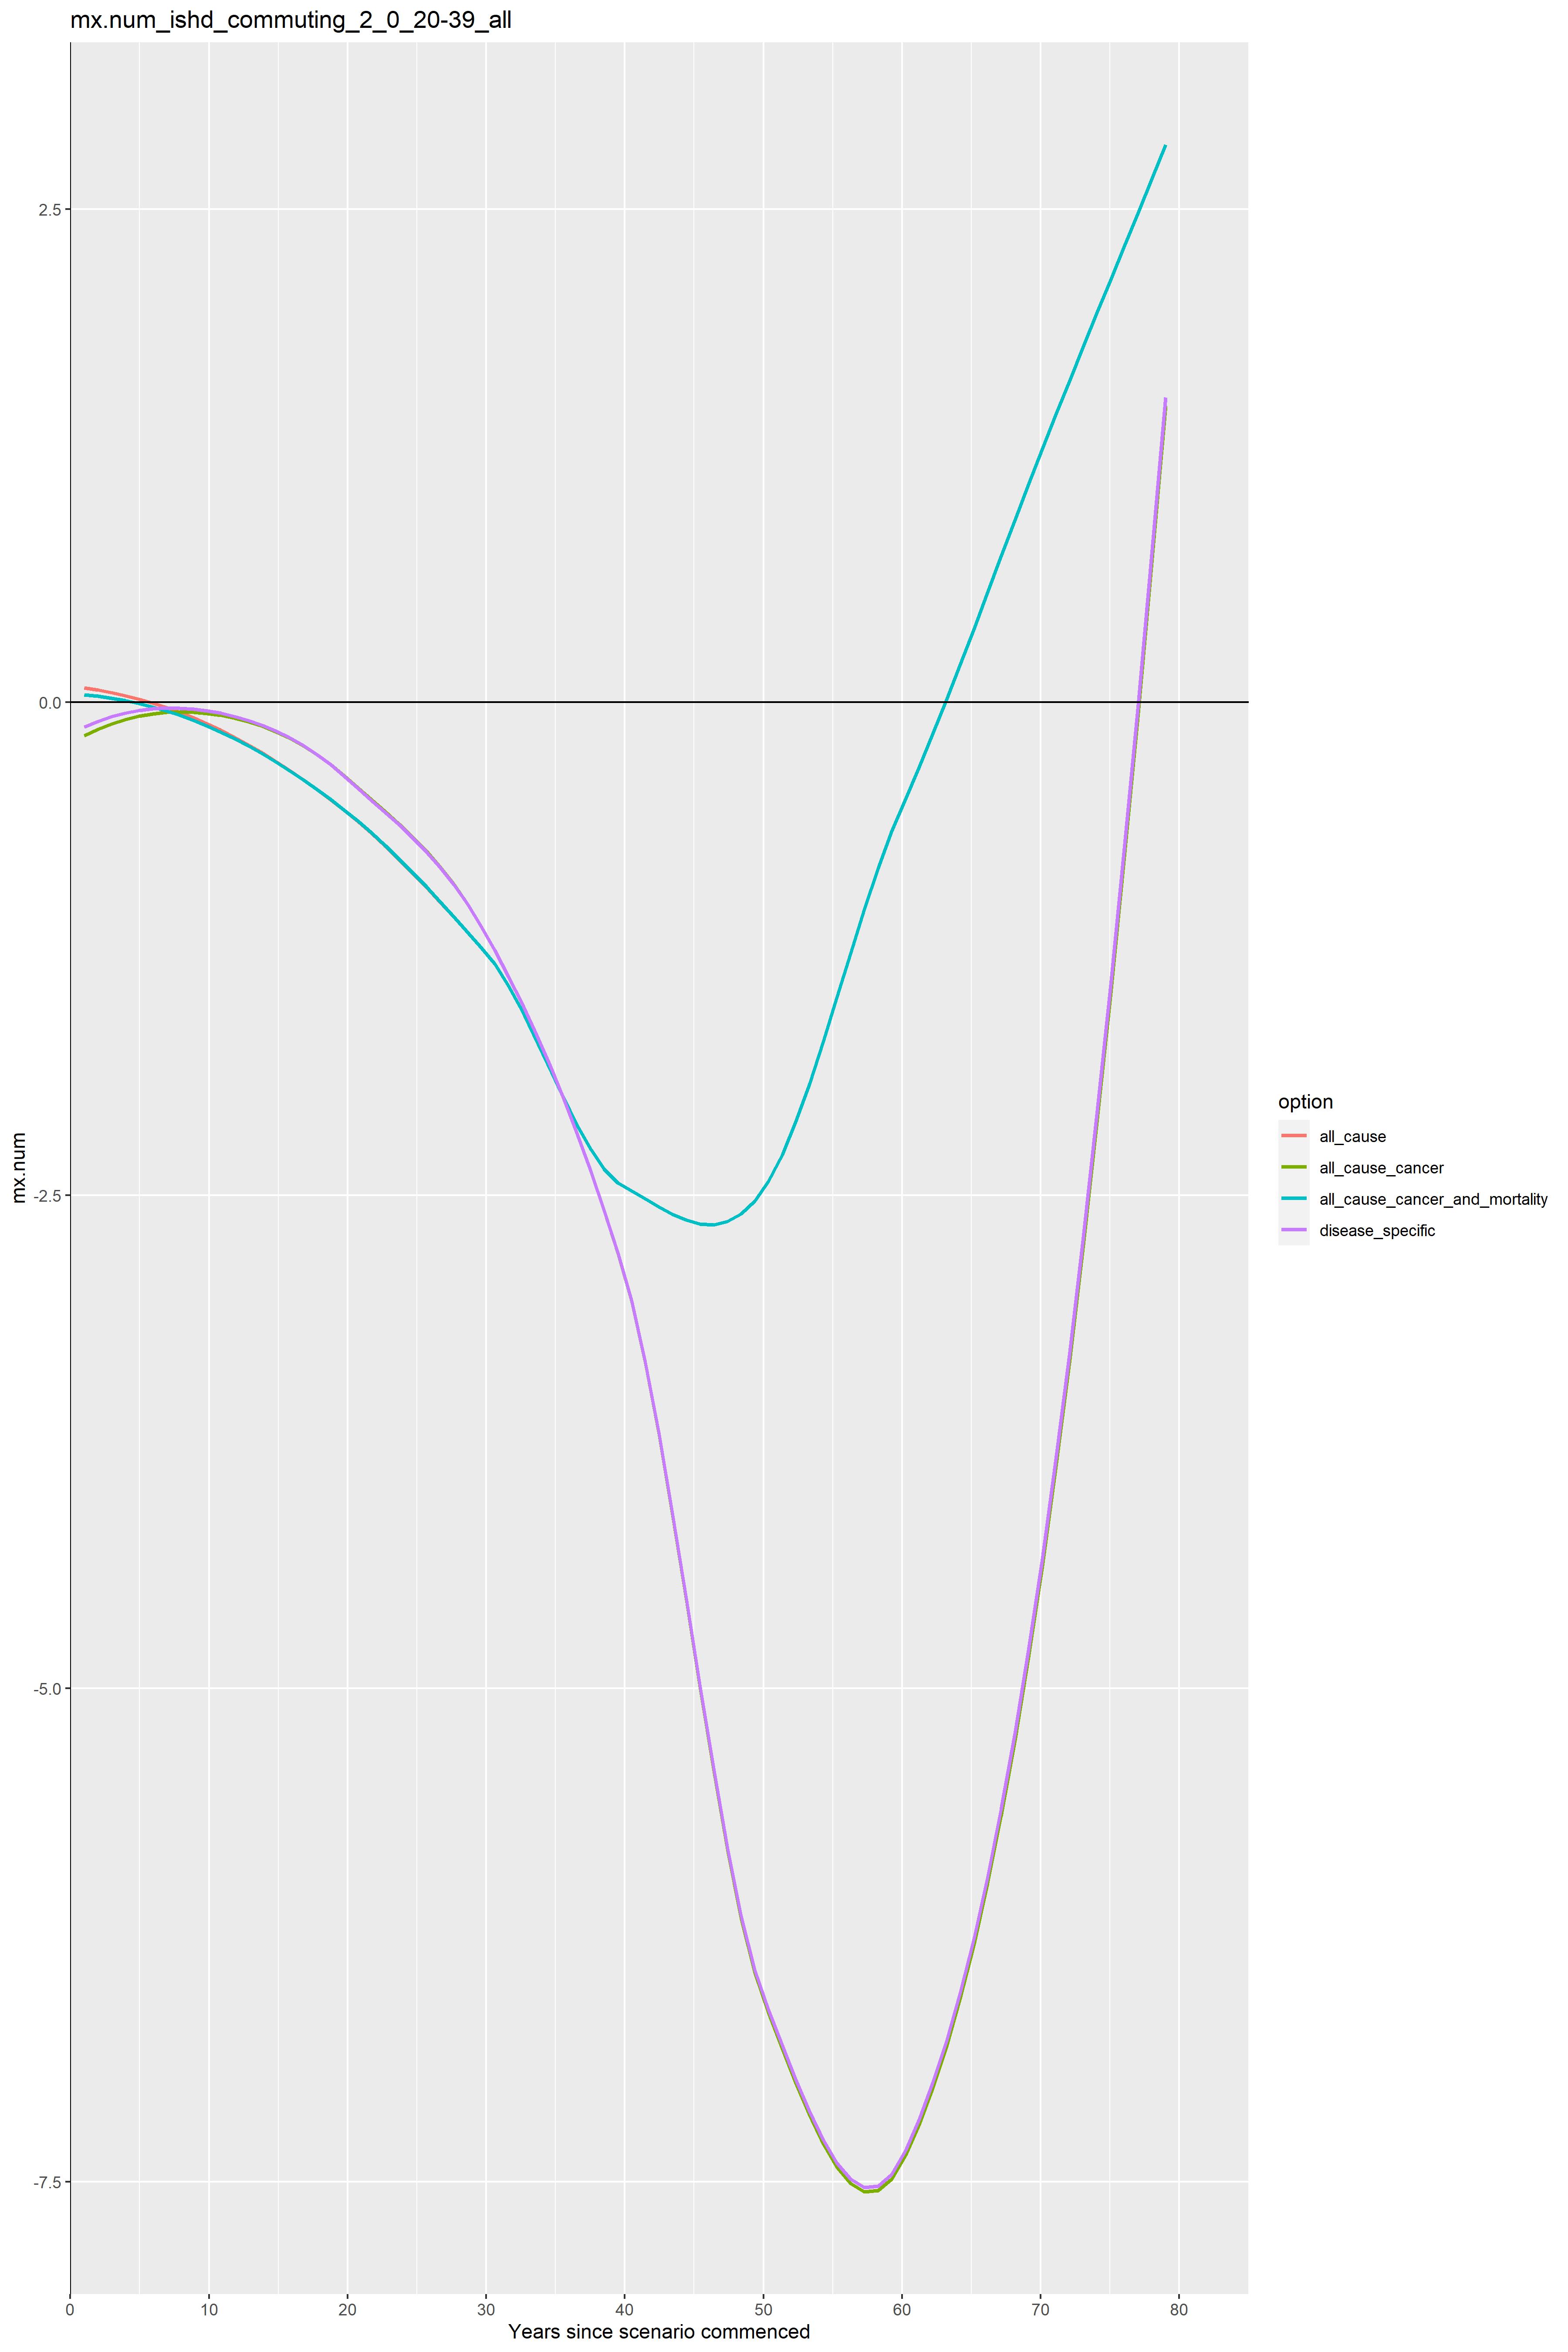 mx.num_ishd_commuting_2_0_20-39_all
2.5
0.0
-2.5
-5.0
-7.5
mx.num
0 10 20 30 40 50 60 70 80
Years since scenario commenced
option
all_cause
all_cause_cancer
all_cause_cancer_and_mortality
disease_specific